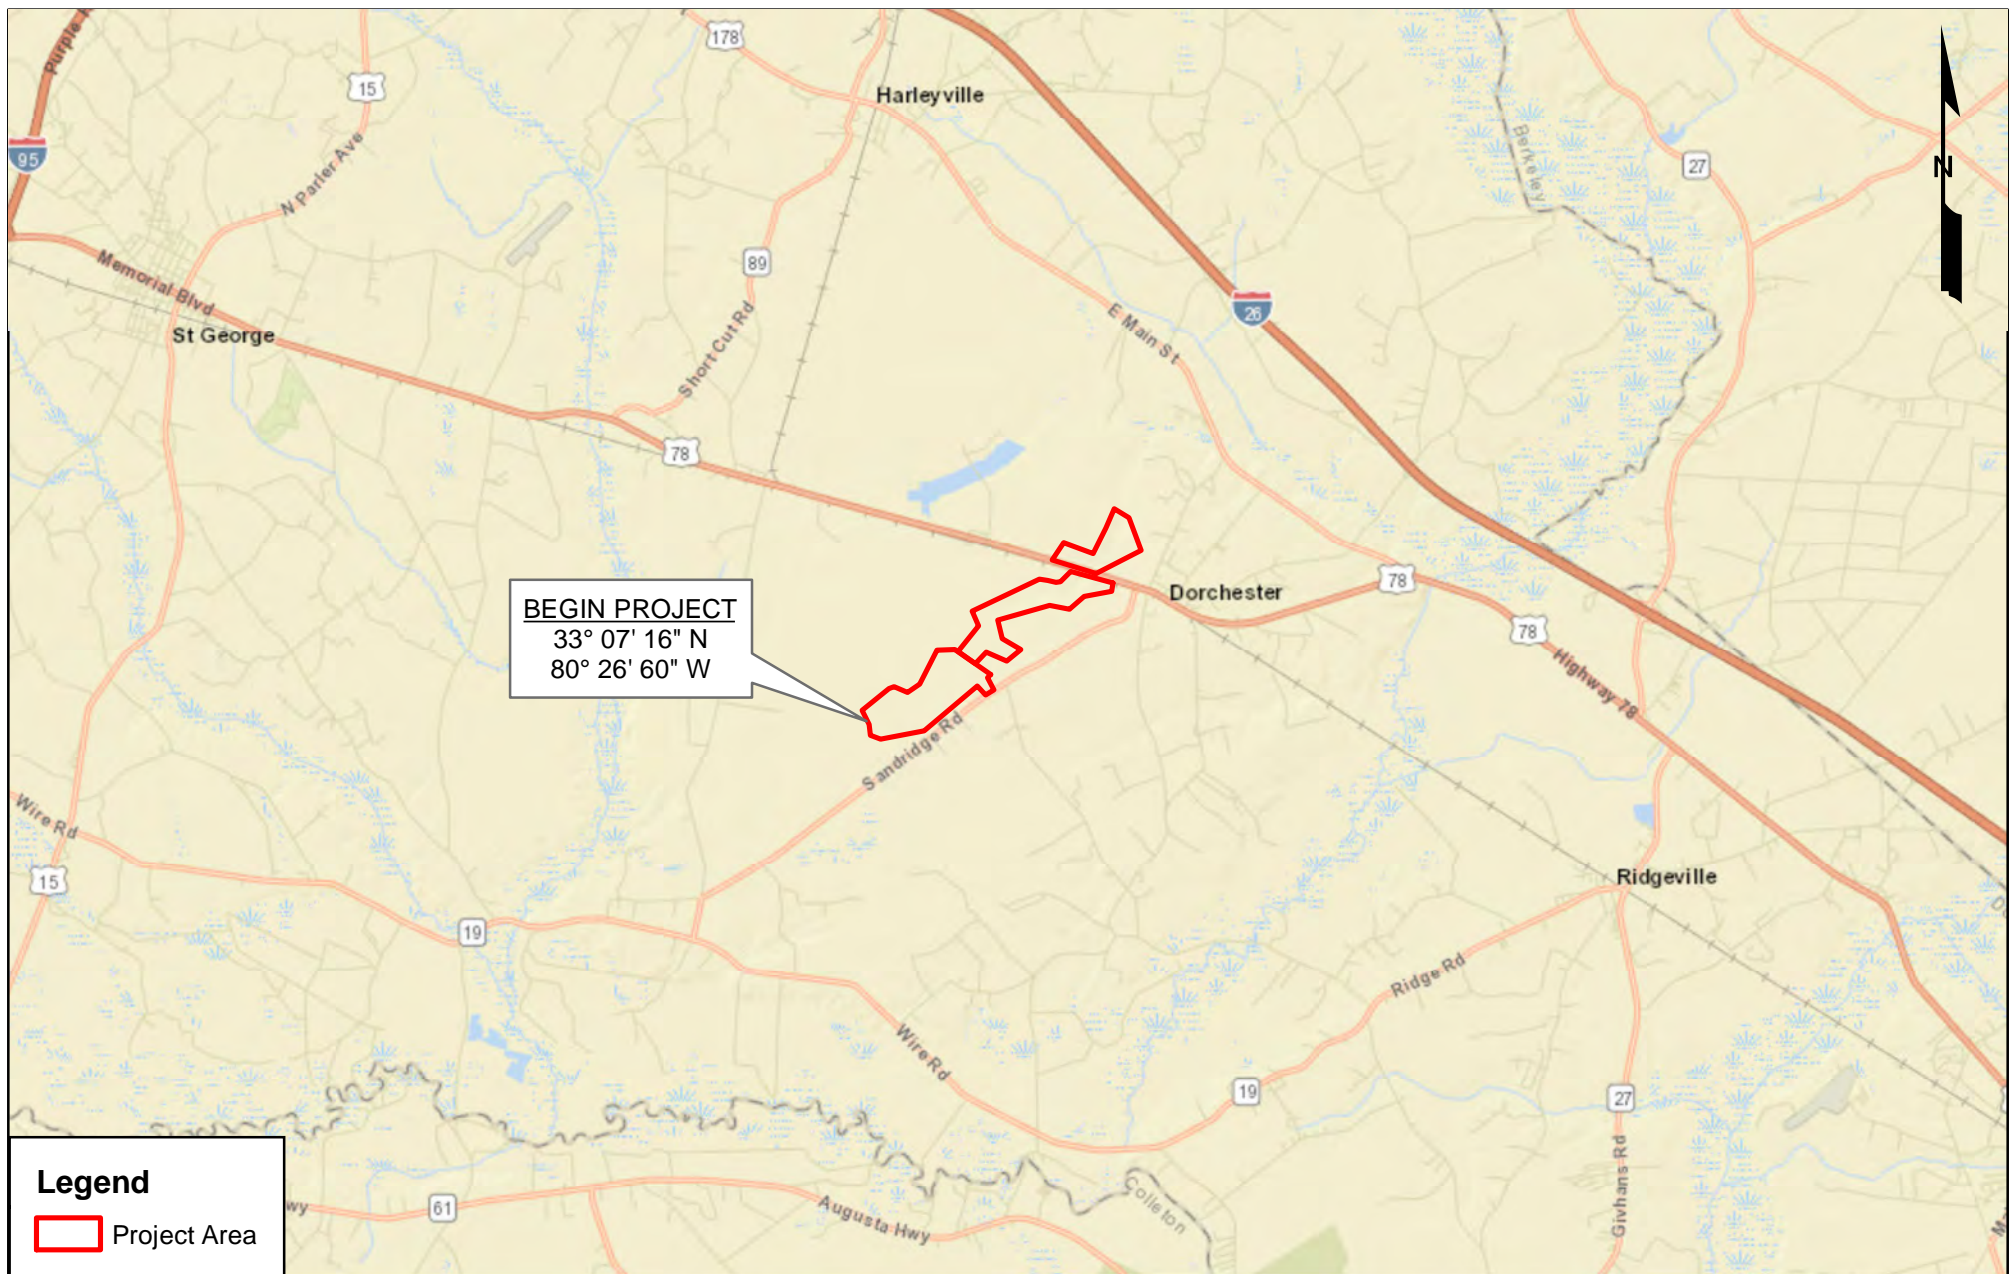 Purple
178
15
Harleyville
95
27
Berkeley
N
N Parler Ave
89
Memorial Blvd
26
St George
Short Cut Rd
E Main St
78
BEGIN PROJECT
33° 07' 16" N
80° 26' 60" W
Dorchester
78
78
Highway 78
Sandridge Rd
Wire Rd
15
Ridgeville
19
Ridge Rd
Wire Rd
19
27
Givhans Rd
Colleton
Legend
Project Area
wy
61
Augusta Hwy